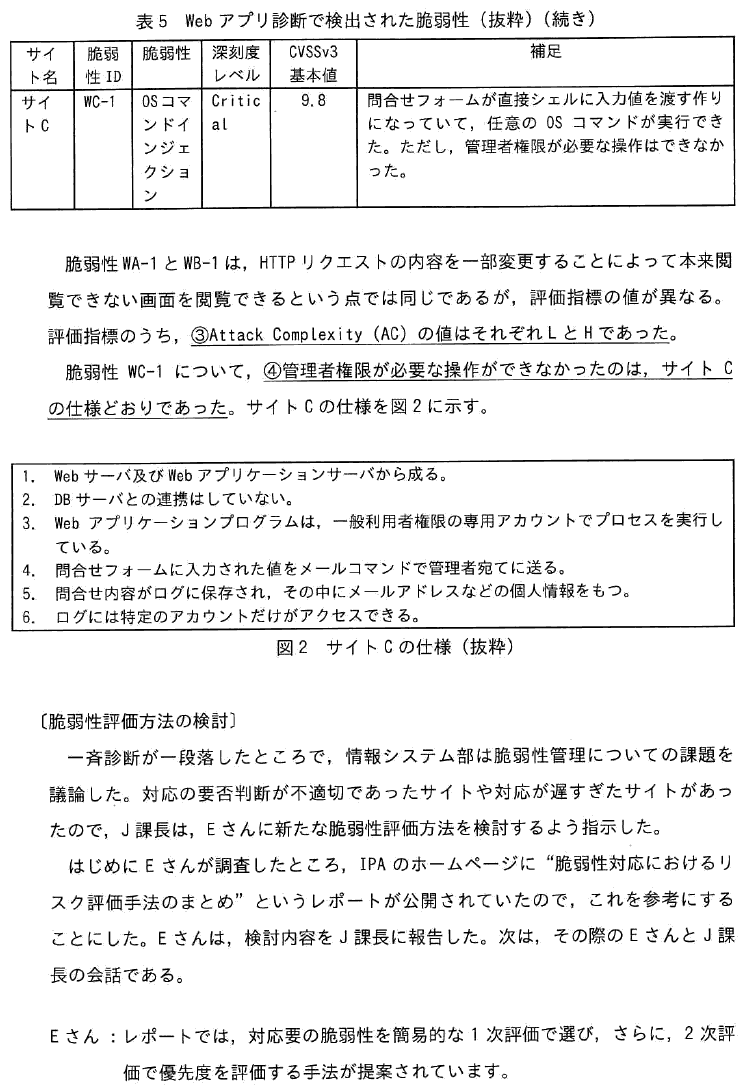 表5 Web アプリ診断で検出された脆弱性（抜粋）（続き）
サイ
ト名
脆弱
性 ID
脆弱性
深刻度
レベル
CVSSv3
基本値
補足
サイ
ト C
WC-1
OS コマ
ンドイ
ンジェ
クショ
ン
Critic
al
9.8
問合せフォームが直接シェルに入力値を渡す作り
になっていて，任意の OS コマンドが実行でき
た。ただし，管理者権限が必要な操作はできなか
った。
脆弱性 WA-1 と WB-1 は，HTTP リクエストの内容を一部変更することによって本来閲
覧できない画面を閲覧できるという点では同じであるが，評価指標の値が異なる。
評価指標のうち，③Attack Complexity（AC）の値はそれぞれ L と H であった。
脆弱性 WC-1 について，④管理者権限が必要な操作ができなかったのは，サイト C
の仕様どおりであった。サイト C の仕様を図2に示す。
1. Web サーバ及び Web アプリケーションサーバから成る。
2. DB サーバとの連携はしていない。
3. Web アプリケーションプログラムは，一般利用者権限の専用アカウントでプロセスを実行し
ている。
4. 問合せフォームに入力された値をメールコマンドで管理者宛てに送る。
5. 問合せ内容がログに保存され，その中にメールアドレスなどの個人情報をもつ。
6. ログには特定のアカウントだけがアクセスできる。
図2 サイト C の仕様（抜粋）
〔脆弱性評価方法の検討〕
一斉診断が一段落したところで，情報システム部は脆弱性管理についての課題を
議論した。対応の要否判断が不適切であったサイトや対応が遅すぎたサイトがあっ
たので，J 課長は，E さんに新たな脆弱性評価方法を検討するよう指示した。
はじめに E さんが調査したところ，IPA のホームページに“脆弱性対応におけるリ
スク評価手法のまとめ”というレポートが公開されていたので，これを参考にする
ことにした。E さんは，検討内容を J 課長に報告した。次は，その際の E さんと J 課
長の会話である。
E さん：レポートでは，対応要の脆弱性を簡易的な1次評価で選び，さらに，2次評
価で優先度を評価する手法が提案されています。